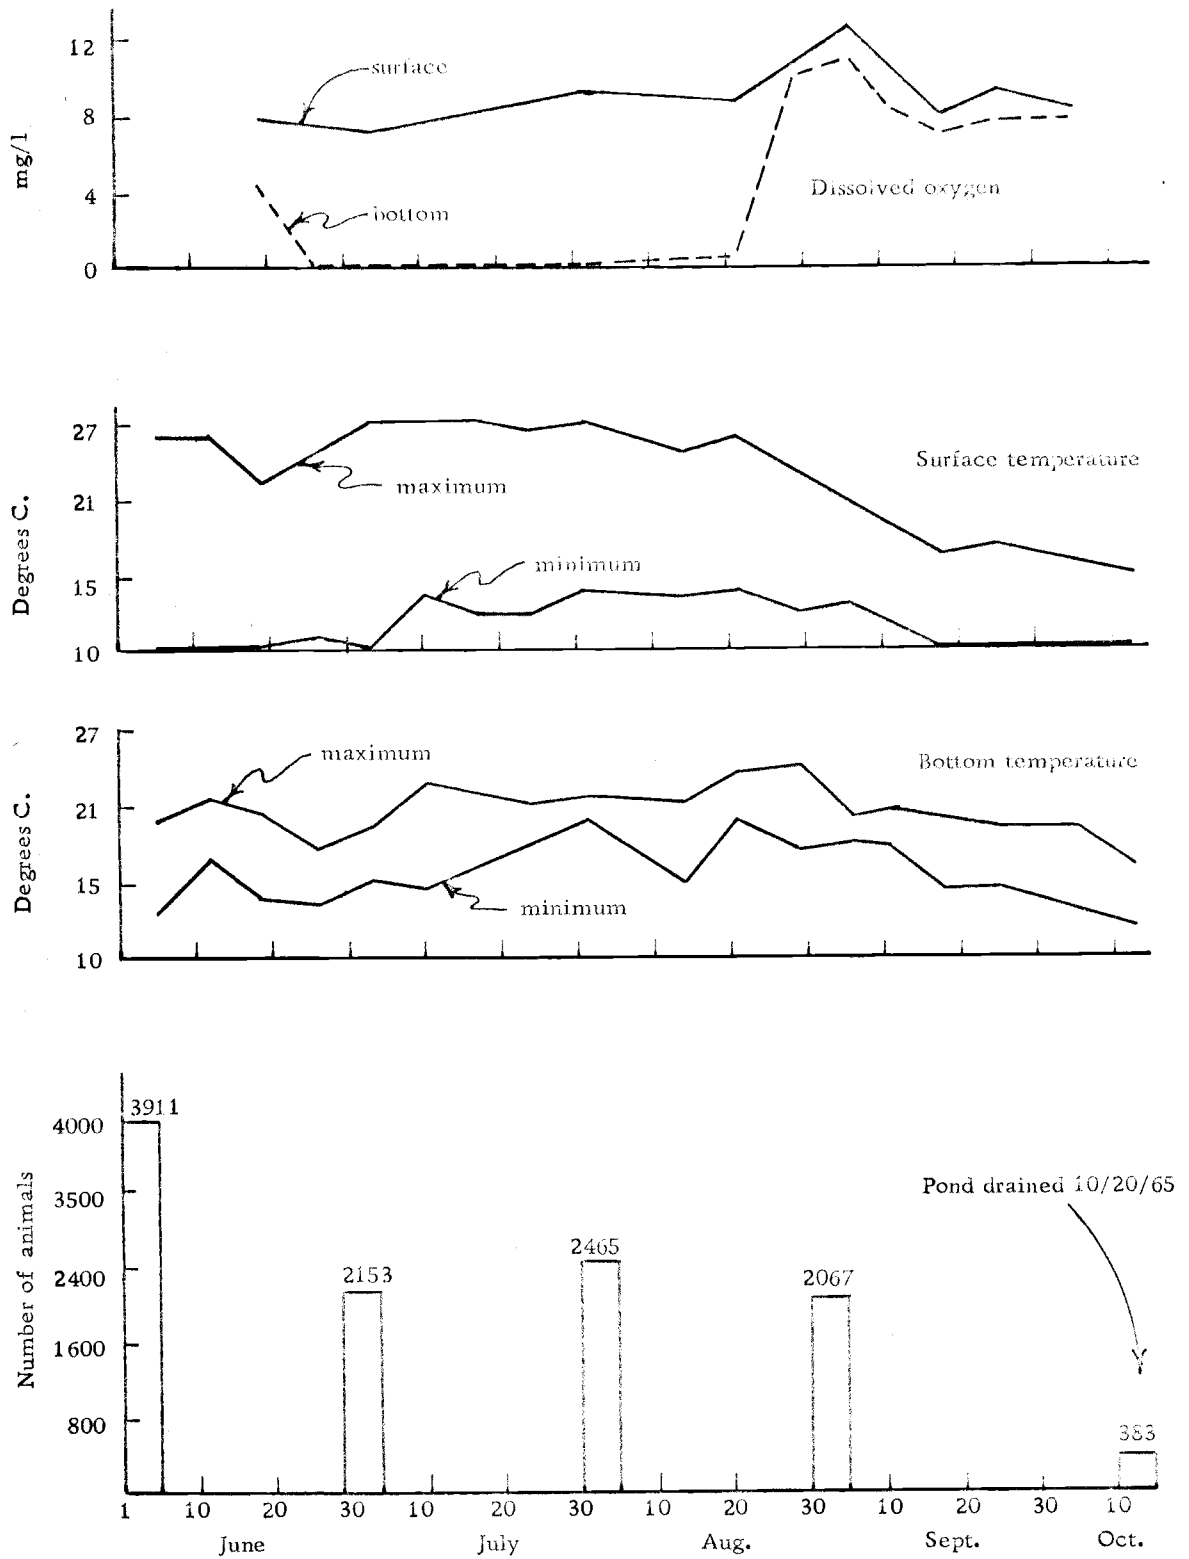 12
surface
8
mg/l
Dissolved oxygen
4
bottom
0
27
Surface temperature
maximum
21
Degrees C.
minimum
15
10
27
maximum
Bottom temperature
21
Degrees C.
15
minimum
10
3911
4000
Pond drained 10/20/65
3500
Number of animals
2465
2400
2153
2067
1600
800
383
1 10 20 30 10 20 30 10 20 30 10 20 30 10
June July Aug. Sept. Oct.